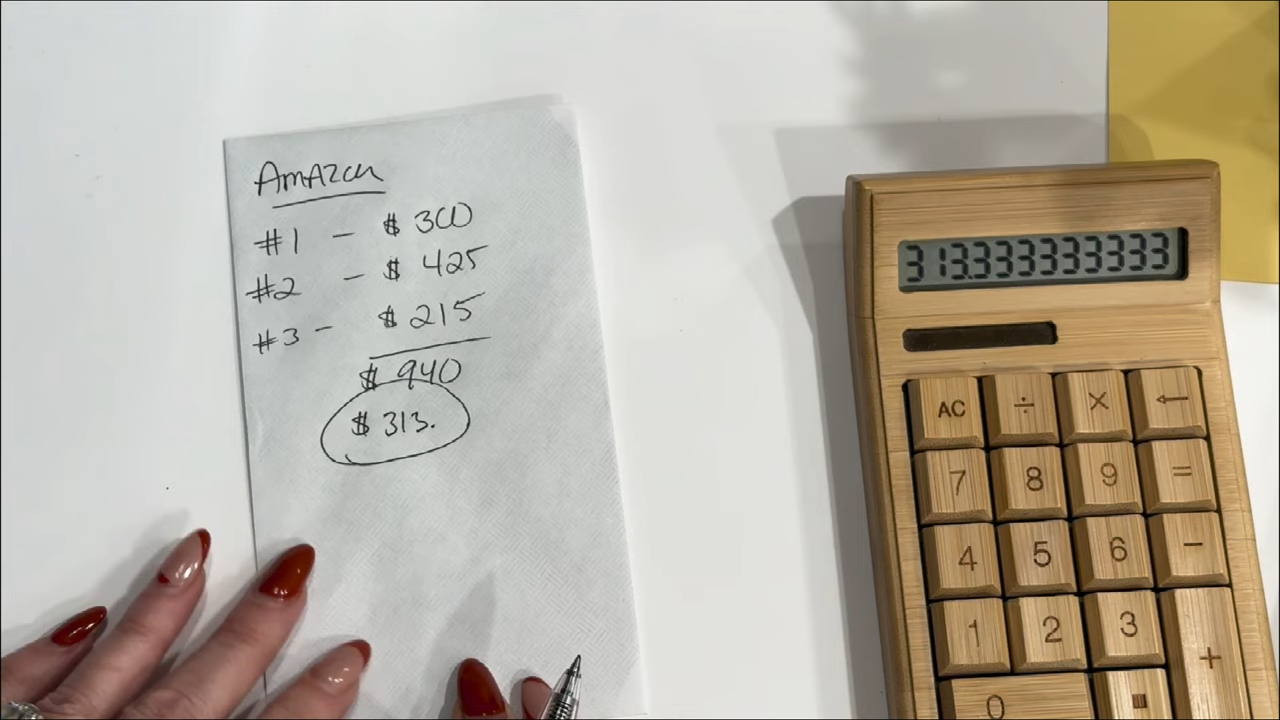 Amazon
#1 - $ 300
#2 - $ 425
#3 - $ 215
$ 940
$ 313.
313.333333333
AC ÷ × ←
7 8 9 =
4 5 6 −
1 2 3 +
0 .